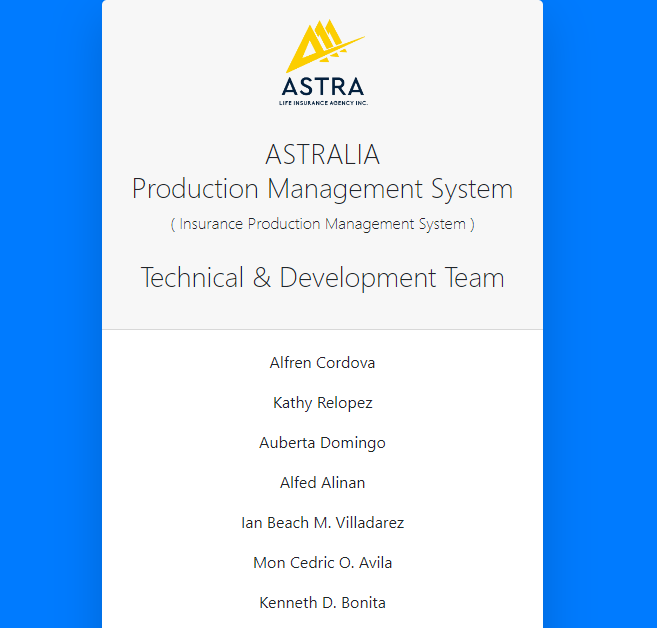 ASTRA
LIFE INSURANCE AGENCY INC.
ASTRALIA
Production Management System
( Insurance Production Management System )
Technical & Development Team
Alfren Cordova
Kathy Relopez
Auberta Domingo
Alfed Alinan
Ian Beach M. Villadarez
Mon Cedric O. Avila
Kenneth D. Bonita